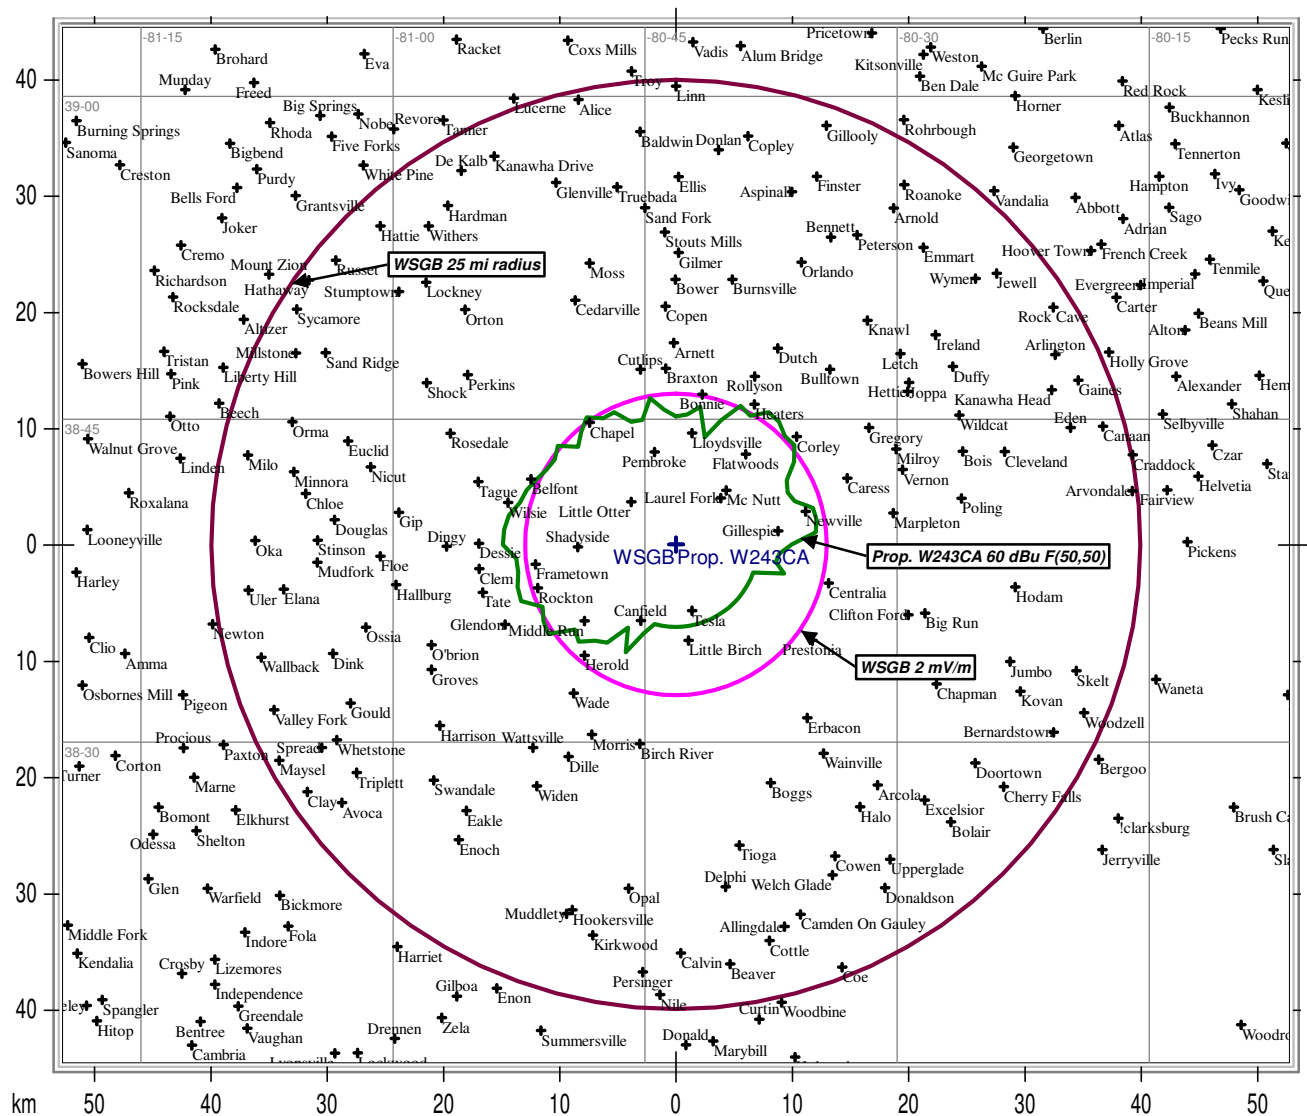 -81-15
-81-00
-80-45
-80-30
-80-15
Racket
Coxs Mills
Vadis
Alum Bridge
Pricetown
Berlin
Pecks Run
Brohard
Eva
Kitsonville
Weston
Munday
Freed
Troy
Linn
Ben Dale
Mc Guire Park
Red Rock
40
39-00
Big Springs
Nobe
Revore
Tanner
Lucerne
Alice
Horner
Buckhannon
Burning Springs
Rhoda
Five Forks
Baldwin
Donlan
Copley
Gillooly
Rohrbough
Atlas
Sanoma
Bigbend
De Kalb
Kanawha Drive
Georgetown
Tennerton
Creston
Purdy
White Pine
Glenville
Truebada
Ellis
Aspinall
Finster
Roanoke
Vandalia
Hampton
Ivy
30
Bells Ford
Grantsville
Hardman
Sand Fork
Arnold
Abbott
Sago
Joker
Hattie
Withers
Stouts Mills
Bennett
Peterson
Adrian
Cremo
Mount Zion
Russet
WSGB 25 mi radius
Moss
Gilmer
Orlando
Emmart
Hoover Town
French Creek
Richardson
Hathaway
Stumptown
Lockney
Bower
Burnsville
Wymer
Jewell
Evergreen
Imperial
Tenmile
Rocksdale
Altizer
Sycamore
Orton
Cedarville
Copen
Knawl
Rock Cave
Carter
Beans Mill
20
Tristan
Millstone
Sand Ridge
Cutlips
Arnett
Dutch
Ireland
Arlington
Alton
Bowers Hill
Pink
Liberty Hill
Shock
Perkins
Braxton
Rollyson
Bulltown
Letch
Duffy
Holly Grove
Alexander
Otto
Beech
Bonnie
Heaters
Hettie
Joppa
Kanawha Head
Gaines
Shahan
10
38-45
Walnut Grove
Orma
Rosedale
Chapel
Lloydsville
Corley
Gregory
Wildcat
Eden
Canaan
Selbyville
Linden
Milo
Euclid
Pembroke
Flatwoods
Milroy
Bois
Cleveland
Craddock
Czar
Roxalana
Minnora
Nicut
Tague
Belfont
Laurel Fork
Mc Nutt
Caress
Vernon
Arvondale
Fairview
Helvetia
Chloe
Wilsie
Little Otter
Newville
Marpleton
Poling
Looneyville
Douglas
Gip
Dingy
Shadyside
Gillespie
0
Oka
Stinson
Floe
Dessie
WSGB
Prop. W243CA
Prop. W243CA 60 dBu F(50,50)
Pickens
Harley
Mudfork
Clem
Frametown
Uler
Elana
Hallburg
Tate
Rockton
Centralia
Hodam
Newton
Ossia
Glendon
Middle Run
Canfield
Tesla
Clifton Ford
Big Run
Clio
Amma
Wallback
Dink
O'brion
Herold
Little Birch
Prestonia
WSGB 2 mV/m
Jumbo
Skelt
10
Osbornes Mill
Pigeon
Groves
Wade
Chapman
Kovan
Waneta
Valley Fork
Gould
Erbacon
Woodzell
Procious
Paxton
Spread
Whetstone
Harrison
Wattsville
Morris
Birch River
Bernardstown
38-30
Corton
Maysel
Triplett
Dille
Wainville
Doortown
Bergoo
20
Marne
Clay
Avoca
Swandale
Widen
Boggs
Arcola
Cherry Falls
Bomont
Elkhurst
Eakle
Halo
Excelsior
Bolair
Odessa
Shelton
Enoch
Tioga
Cowen
Upperglade
Jerryville
Glen
Warfield
Bickmore
Opal
Delphi
Welch Glade
Donaldson
30
Middle Fork
Indore
Fola
Muddlety
Hookersville
Allingdale
Camden On Gauley
Kendalia
Harriet
Kirkwood
Cottle
Crosby
Lizemores
Calvin
Beaver
Coe
Independence
Gilboa
Enon
Persinger
Nile
Curtin
Woodbine
40
Spangler
Greendale
Hitop
Bentree
Vaughan
Drennen
Zela
Summersville
Donald
Marybill
Cambria
km
50
40
30
20
10
0
10
20
30
40
50